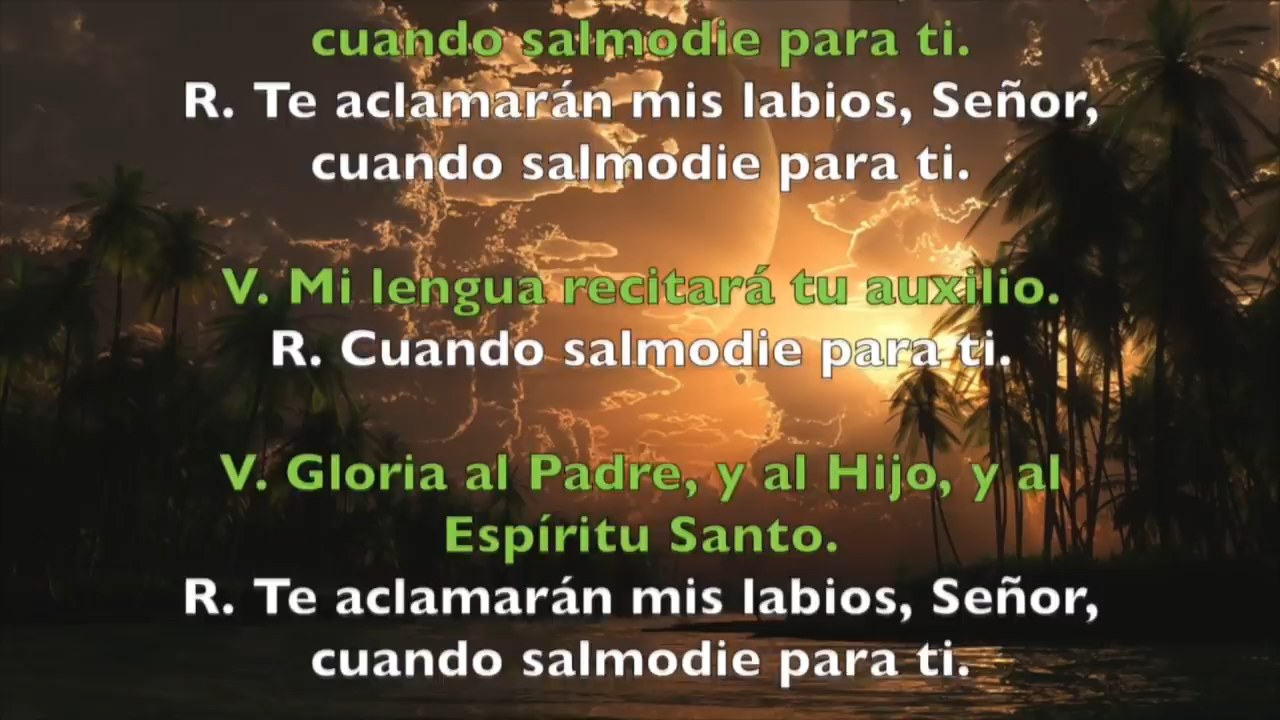 cuando salmodie para ti.
R. Te aclamarán mis labios, Señor,
cuando salmodie para ti.
V. Mi lengua recitará tu auxilio.
R. Cuando salmodie para ti.
V. Gloria al Padre, y al Hijo, y al
Espíritu Santo.
R. Te aclamarán mis labios, Señor,
cuando salmodie para ti.